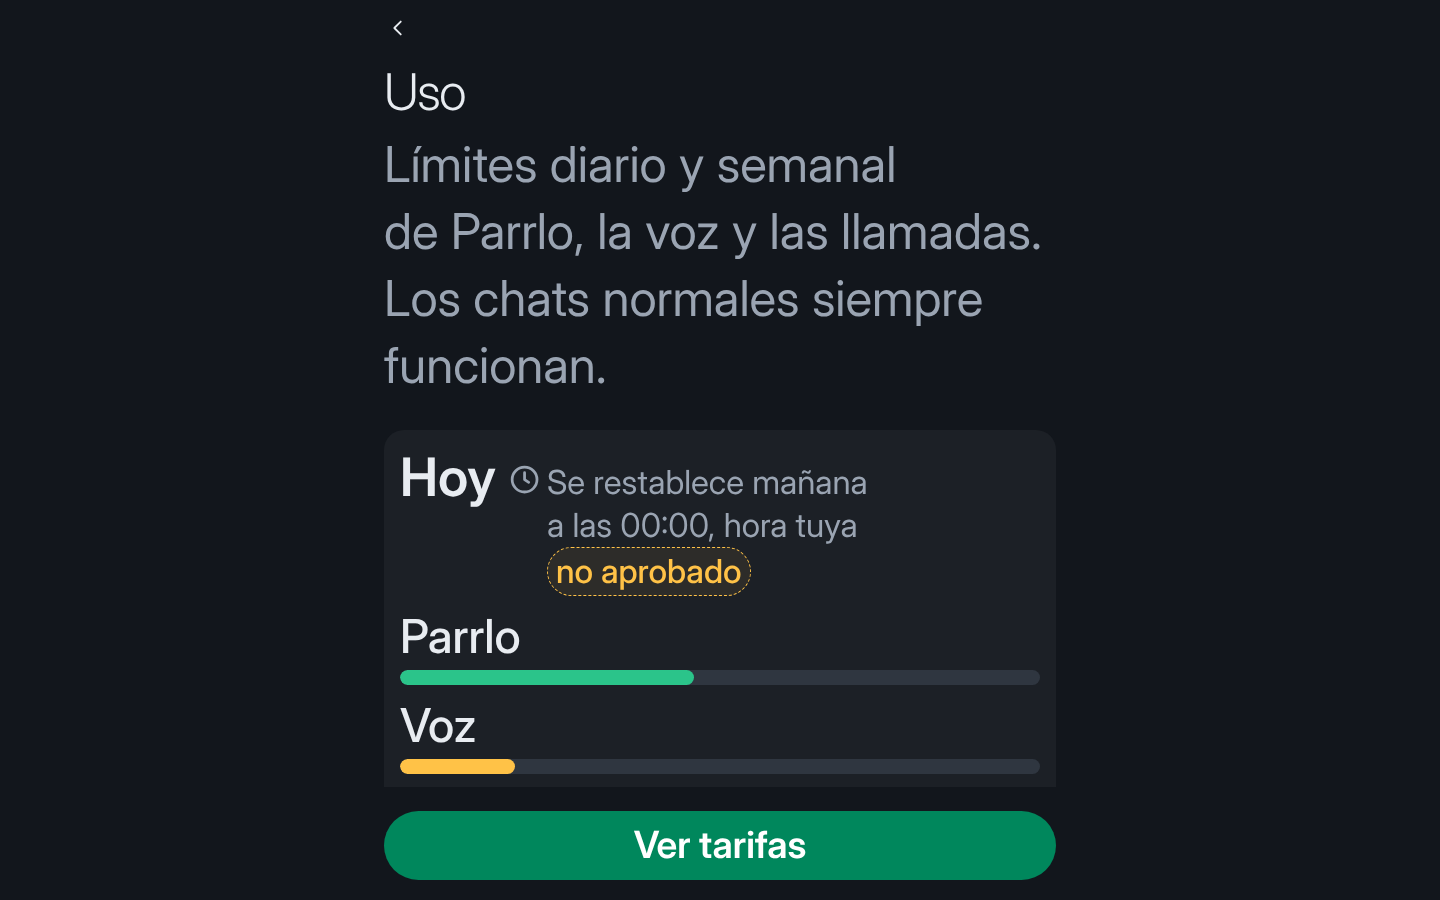 Uso
Límites diario y semanal
de Parrlo, la voz y las llamadas.
Los chats normales siempre
funcionan.
Hoy Se restablece mañana
a las 00:00, hora tuya
no aprobado
Parrlo
Voz
Ver tarifas